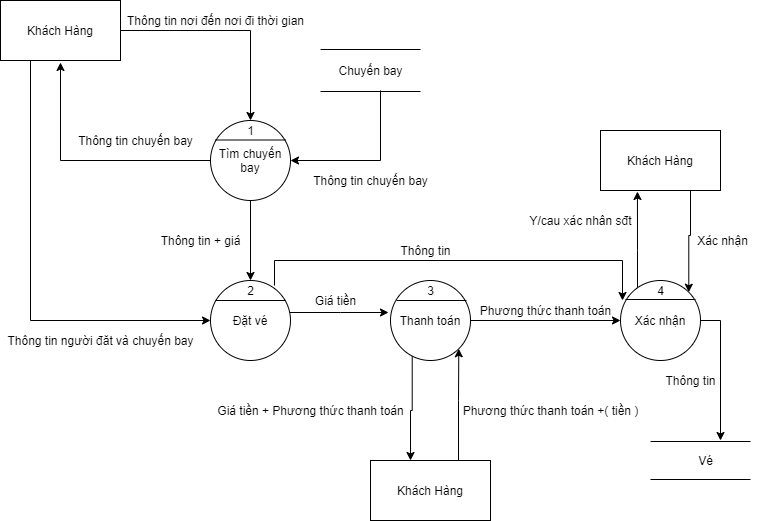 Thông tin nơi đến nơi đi thời gian
Khách Hàng
Chuyến bay
1
Tìm chuyến
bay
Thông tin chuyến bay
Thông tin chuyến bay
Khách Hàng
Y/cau xác nhân sđt
Xác nhận
Thông tin + giá
Thông tin
2
Đặt vé
Giá tiền
3
Thanh toán
Phương thức thanh toán
4
Xác nhận
Thông tin người đăt và chuyến bay
Thông tin
Giá tiền + Phương thức thanh toán
Phương thức thanh toán +( tiền )
Vé
Khách Hàng